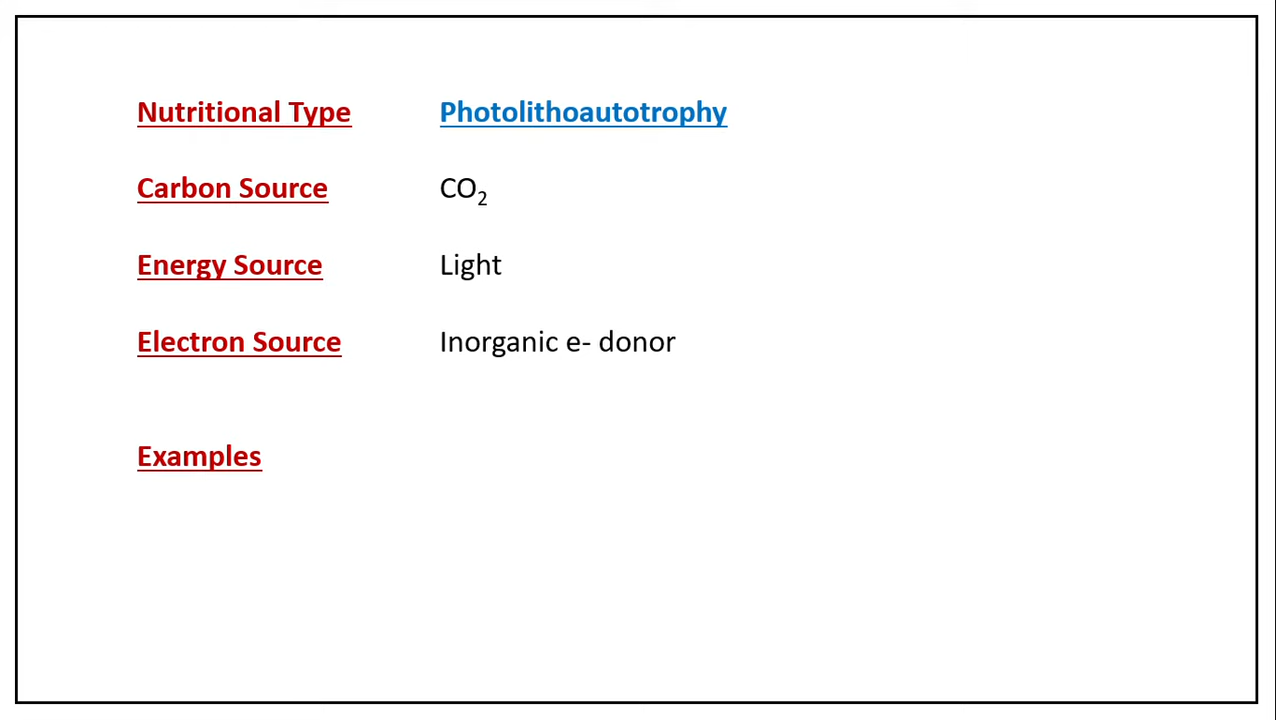 Nutritional Type Photolithoautotrophy
Carbon Source CO₂
Energy Source Light
Electron Source Inorganic e- donor
Examples